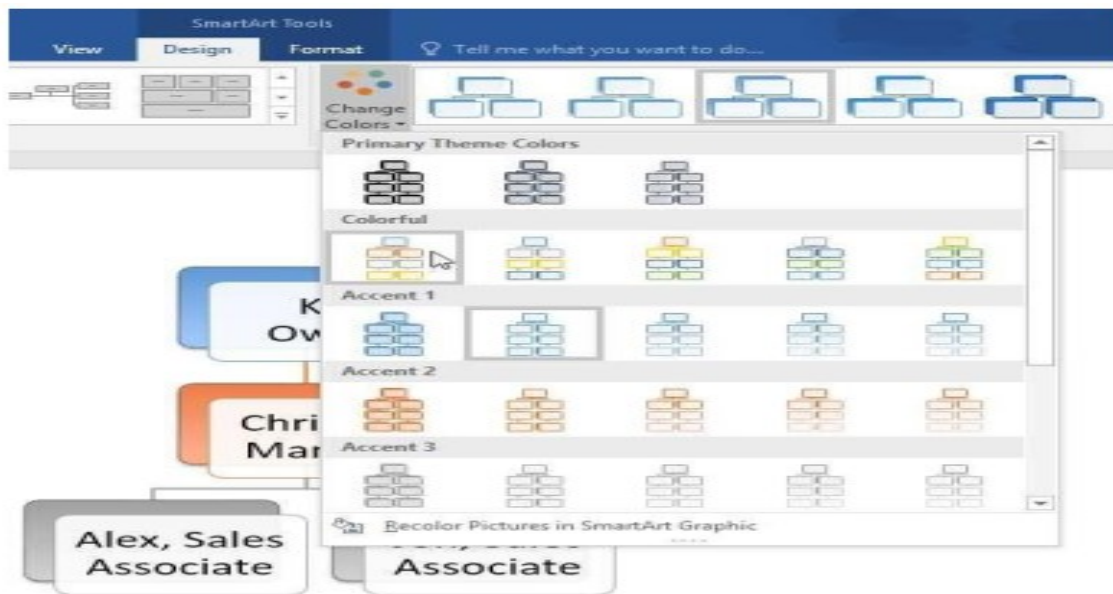 SmartArt Tools
View Design Format Tell me what you want to do...
Change
Colors
Primary Theme Colors
Colorful
Accent 1
Accent 2
Accent 3
Recolor Pictures in SmartArt Graphic
K
Ow
Chri
Mar
Alex, Sales
Associate
Associate